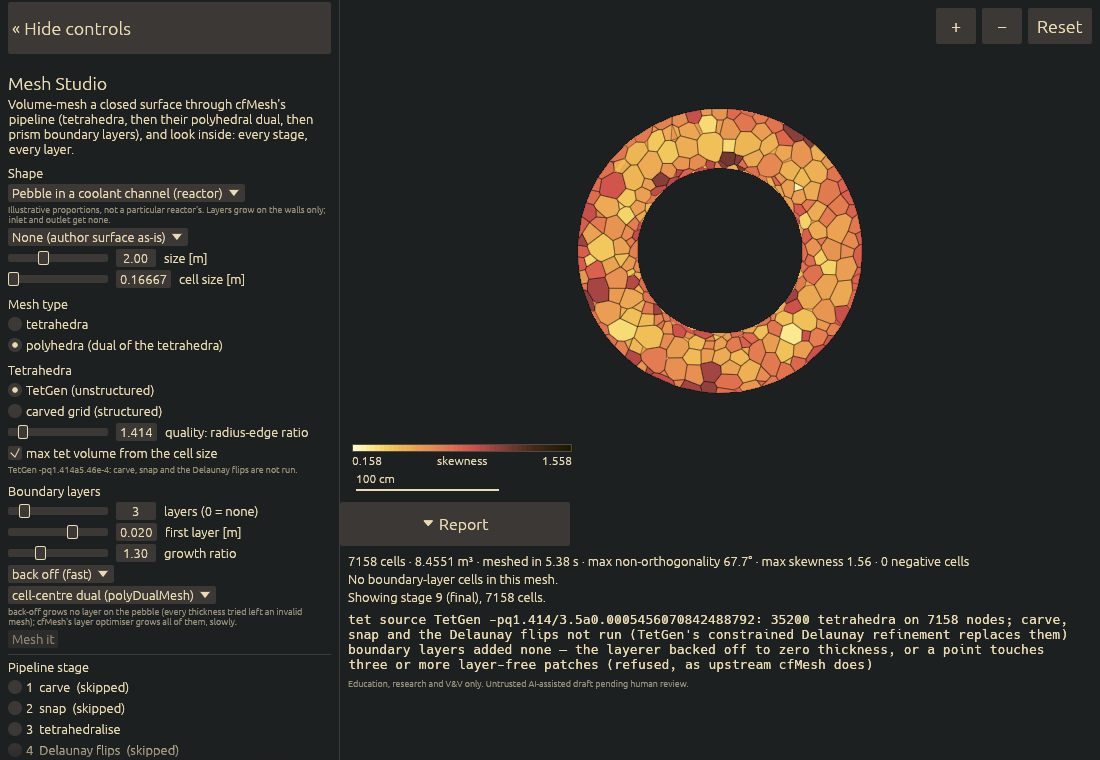 « Hide controls
+
−
Reset
Mesh Studio
Volume-mesh a closed surface through cfMesh's
pipeline (tetrahedra, then their polyhedral dual, then
prism boundary layers), and look inside: every stage,
every layer.
Shape
Pebble in a coolant channel (reactor)
Illustrative proportions, not a particular reactor's. Layers grow on the walls only;
inlet and outlet get none.
None (author surface as-is)
2.00 size [m]
0.16667 cell size [m]
Mesh type
tetrahedra
polyhedra (dual of the tetrahedra)
Tetrahedra
TetGen (unstructured)
carved grid (structured)
1.414 quality: radius-edge ratio
max tet volume from the cell size
TetGen -pq1.414a5.46e-4: carve, snap and the Delaunay flips are not run.
Boundary layers
3 layers (0 = none)
0.020 first layer [m]
1.30 growth ratio
back off (fast)
cell-centre dual (polyDualMesh)
back-off grows no layer on the pebble (every thickness tried left an invalid
mesh); cfMesh's layer optimiser grows all of them, slowly.
Mesh it
Pipeline stage
1 carve (skipped)
2 snap (skipped)
3 tetrahedralise
4 Delaunay flips (skipped)
0.158 skewness 1.558
100 cm
Report
7158 cells · 8.4551 m³ · meshed in 5.38 s · max non-orthogonality 67.7° · max skewness 1.56 · 0 negative cells
No boundary-layer cells in this mesh.
Showing stage 9 (final), 7158 cells.
tet source TetGen -pq1.414/3.5a0.0005456070842488792: 35200 tetrahedra on 7158 nodes; carve,
snap and the Delaunay flips not run (TetGen's constrained Delaunay refinement replaces them)
boundary layers added none — the layerer backed off to zero thickness, or a point touches
three or more layer-free patches (refused, as upstream cfMesh does)
Education, research and V&V only. Untrusted AI-assisted draft pending human review.